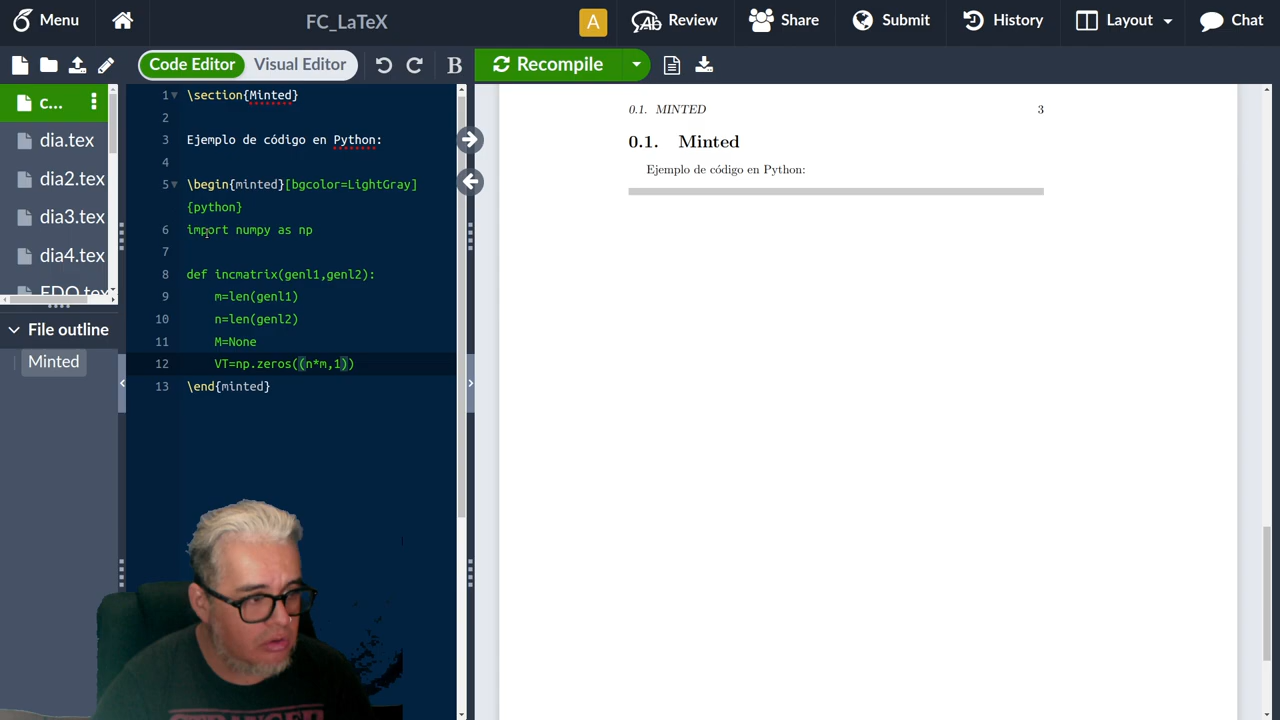 Menu
FC_LaTeX
A
Review
Share
Submit
History
Layout
Chat
Code Editor
Visual Editor
B
Recompile
c...
dia.tex
dia2.tex
dia3.tex
dia4.tex
EDO.tex
File outline
Minted
1 \section{Minted}
2
3 Ejemplo de código en Python:
4
5 \begin{minted}[bgcolor=LightGray]
{python}
6 import numpy as np
7
8 def incmatrix(genl1,genl2):
9 m=len(genl1)
10 n=len(genl2)
11 M=None
12 VT=np.zeros((n*m,1))
13 \end{minted}
0.1. MINTED 3
0.1. Minted
Ejemplo de código en Python:
STRANGER